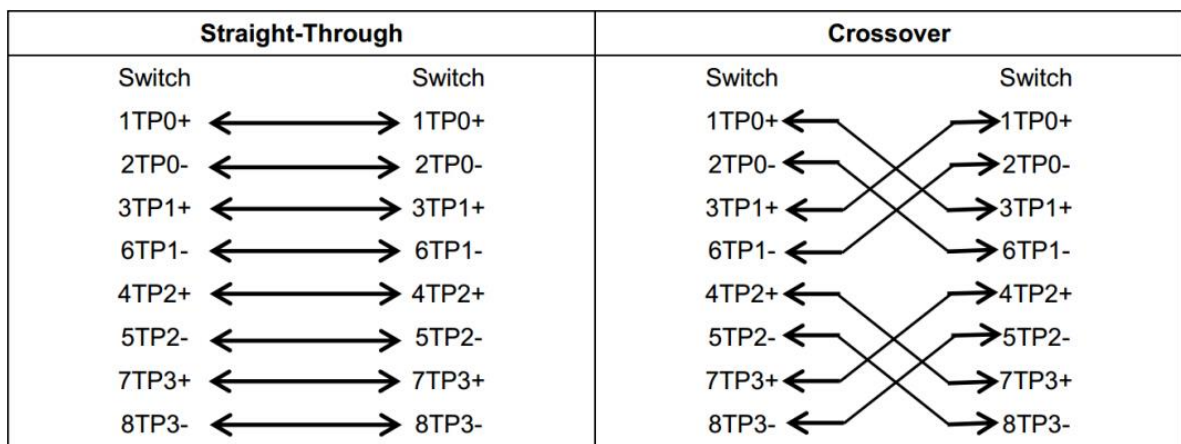 Straight-Through Crossover
Switch Switch Switch Switch
1TP0+ 1TP0+ 1TP0+ 1TP0+
2TP0- 2TP0- 2TP0- 2TP0-
3TP1+ 3TP1+ 3TP1+ 3TP1+
6TP1- 6TP1- 6TP1- 6TP1-
4TP2+ 4TP2+ 4TP2+ 4TP2+
5TP2- 5TP2- 5TP2- 5TP2-
7TP3+ 7TP3+ 7TP3+ 7TP3+
8TP3- 8TP3- 8TP3- 8TP3-